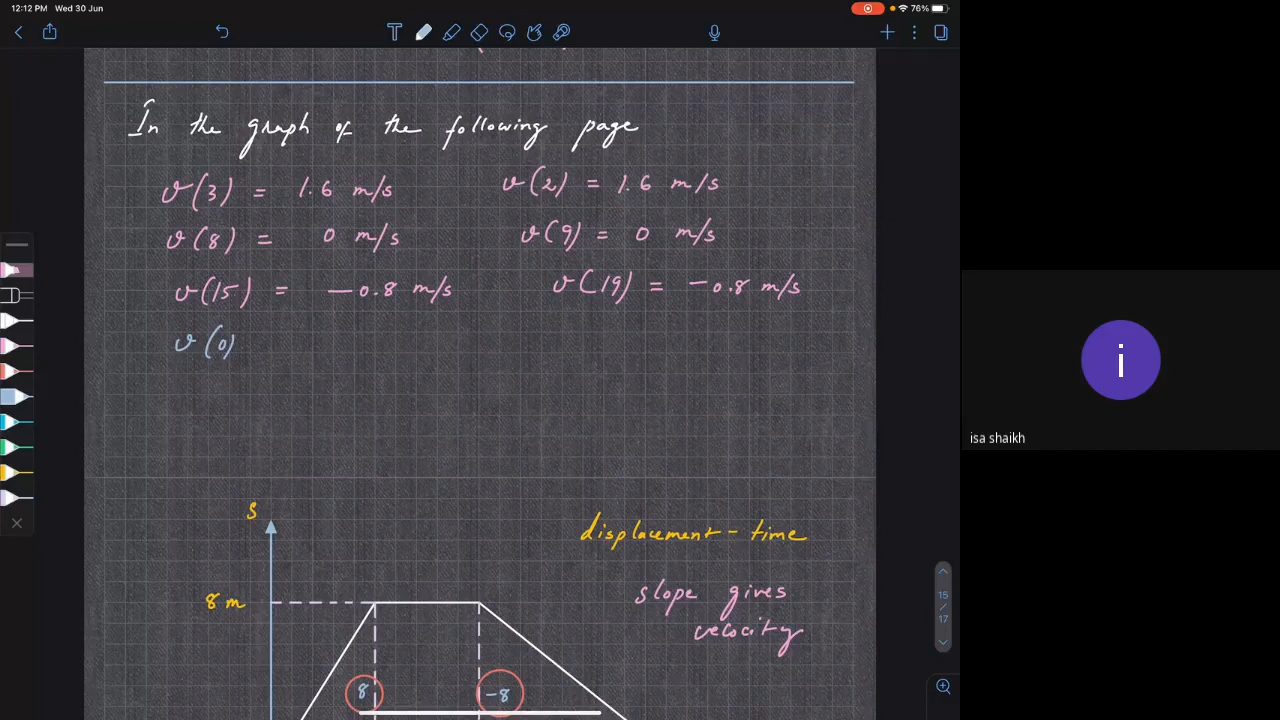 12:12 PM Wed 30 Jun
76%
In the graph of the following page
v(3) = 1.6 m/s v(2) = 1.6 m/s
v(8) = 0 m/s v(9) = 0 m/s
v(15) = -0.8 m/s v(19) = -0.8 m/s
v(0)
s
displacement - time
8 m
slope gives
velocity
8
-8
15
/
17
i
isa shaikh